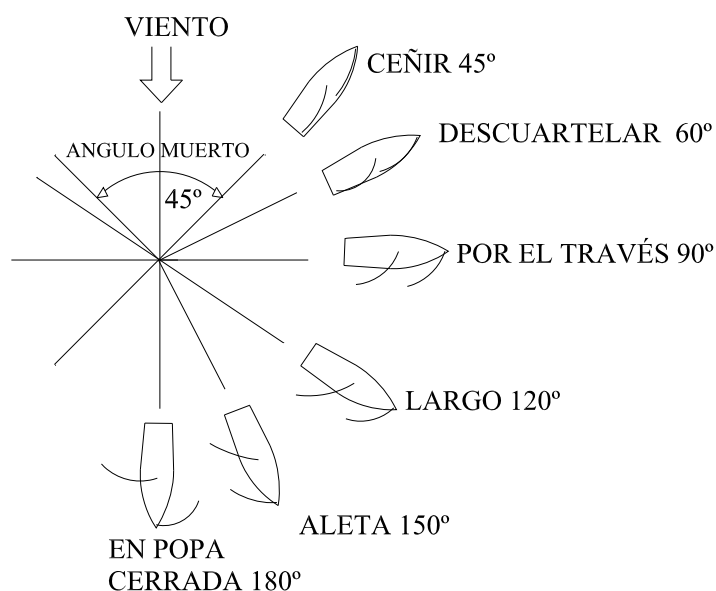 VIENTO
CEÑIR 45º
DESCUARTELAR 60º
ANGULO MUERTO
45º
POR EL TRAVÉS 90º
LARGO 120º
ALETA 150º
EN POPA
CERRADA 180º